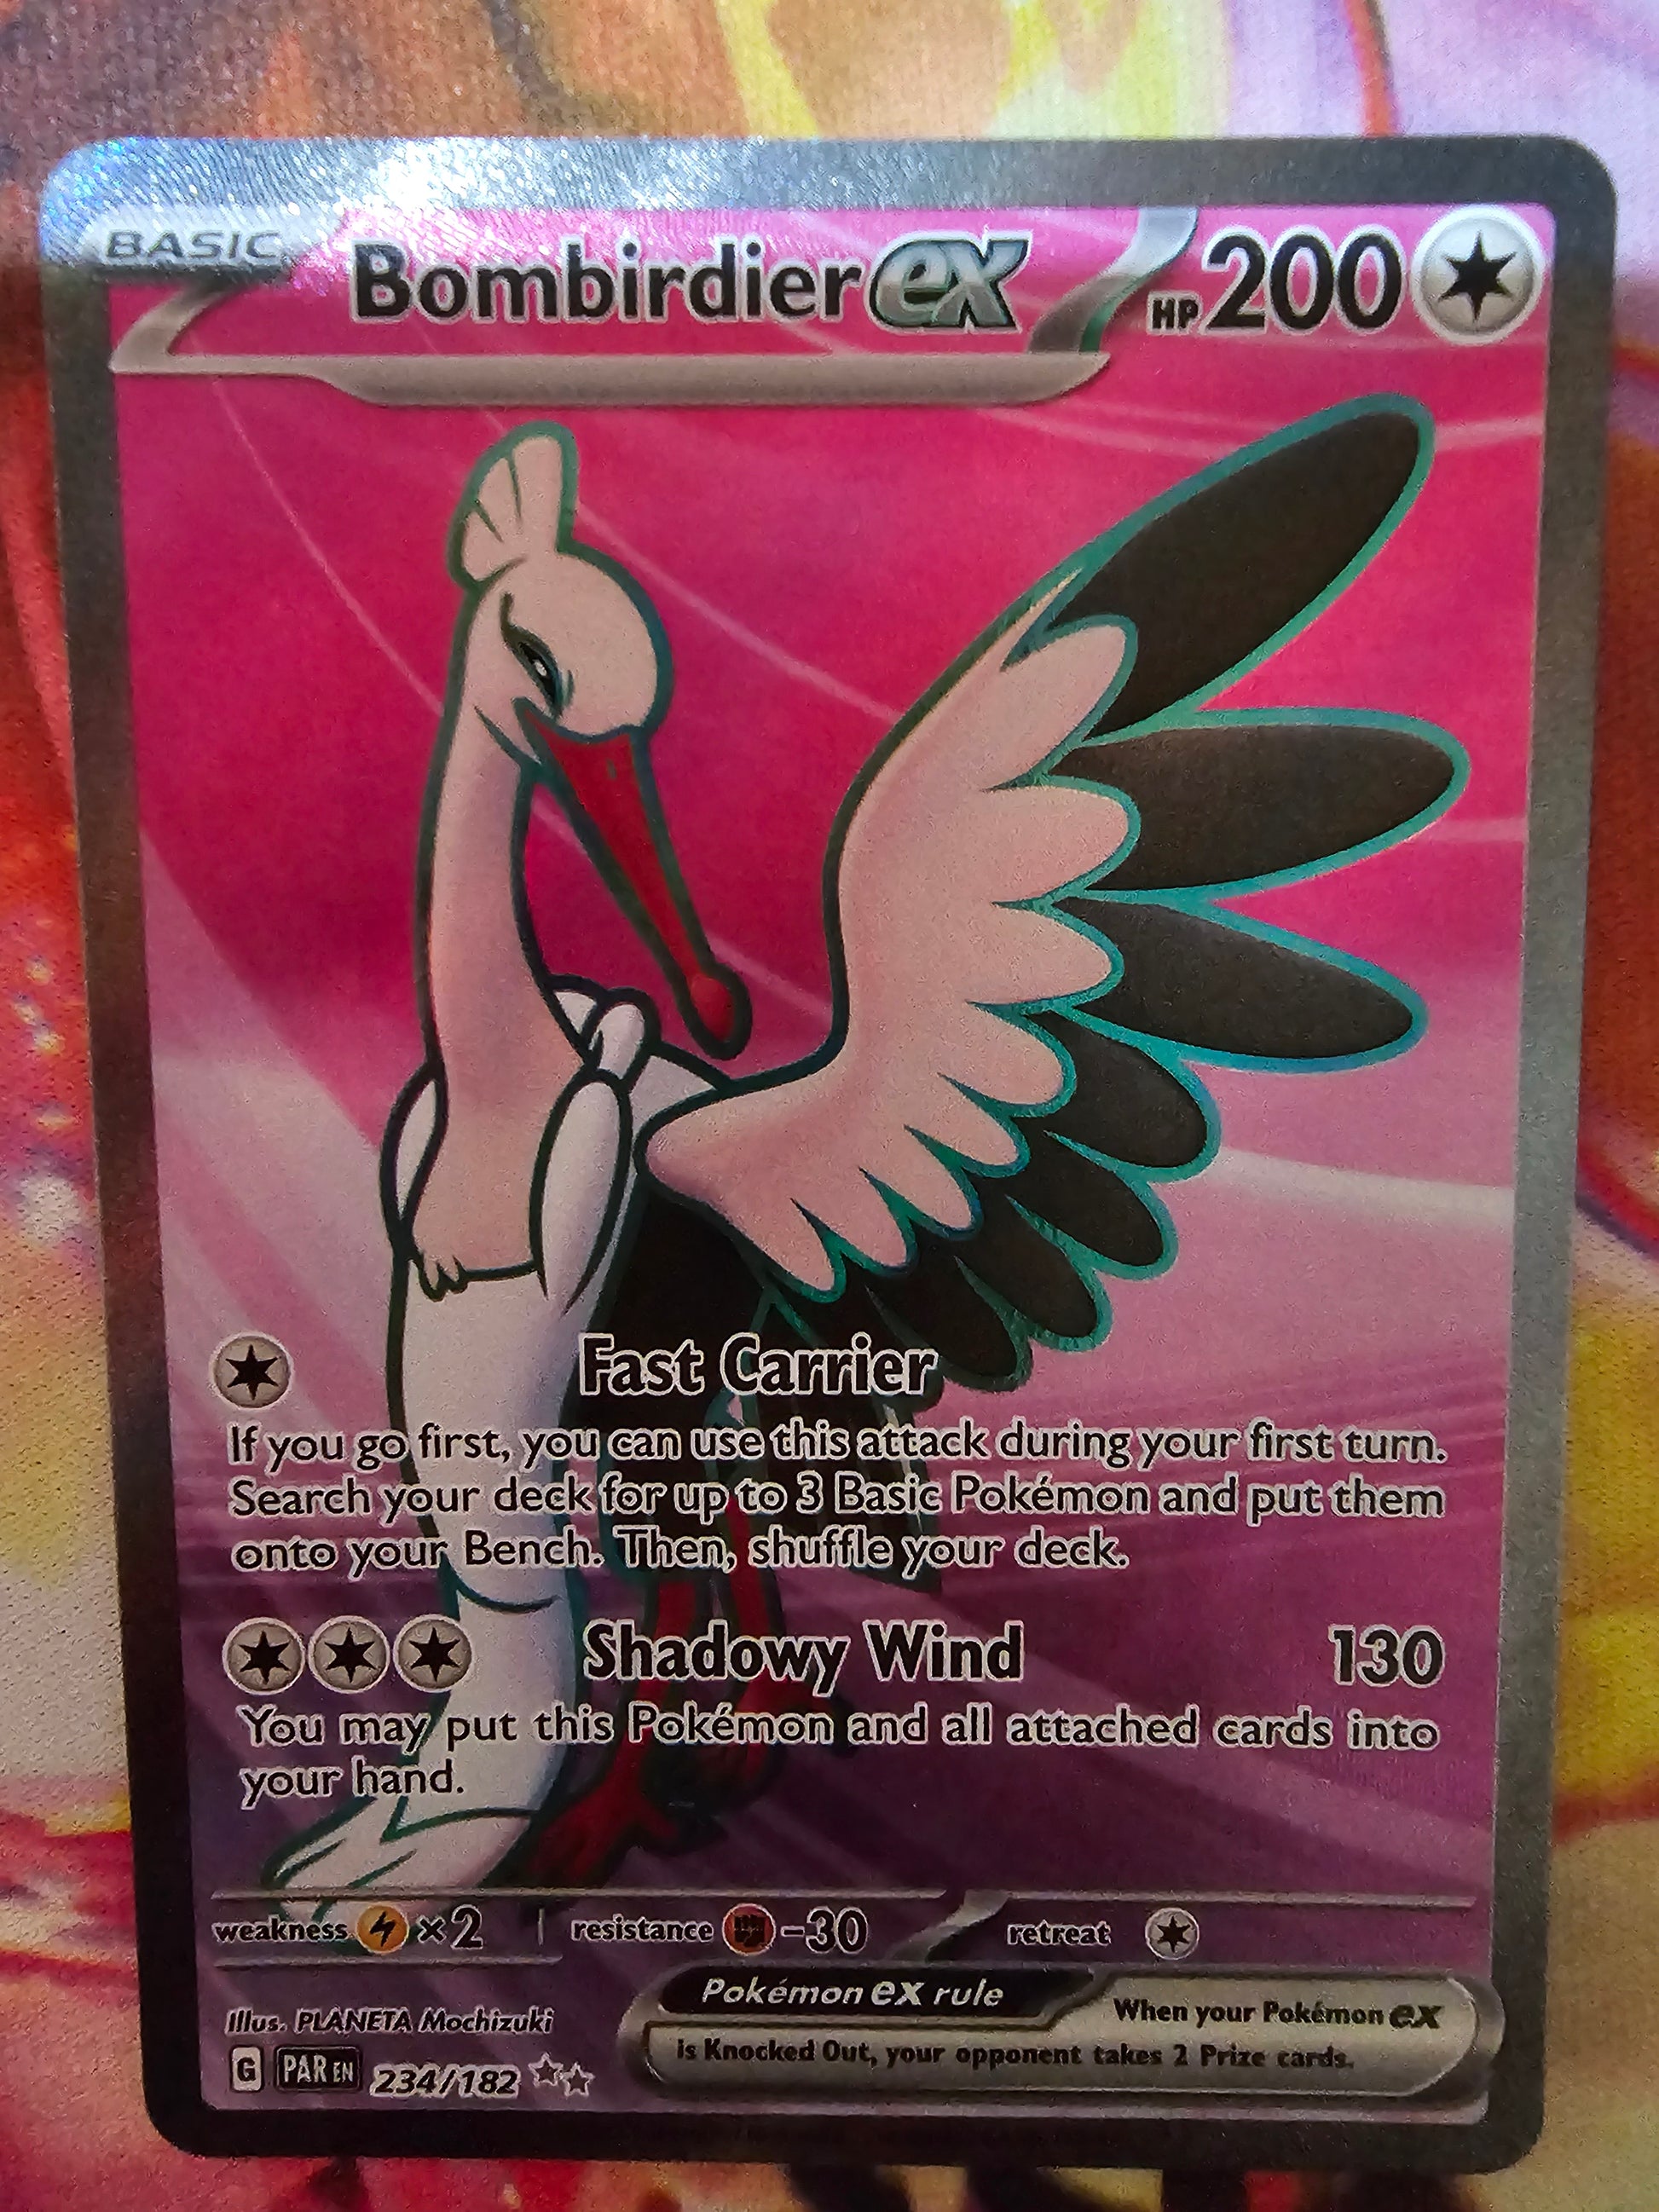 BASIC Bombirdier ex HP 200
Fast Carrier
If you go first, you can use this attack during your first turn.
Search your deck for up to 3 Basic Pokémon and put them
onto your Bench. Then, shuffle your deck.
Shadowy Wind 130
You may put this Pokémon and all attached cards into
your hand.
weakness ×2 resistance -30 retreat
Illus. PLANETA Mochizuki
G PAR EN 234/182
Pokémon ex rule
When your Pokémon ex
is Knocked Out, your opponent takes 2 Prize cards.